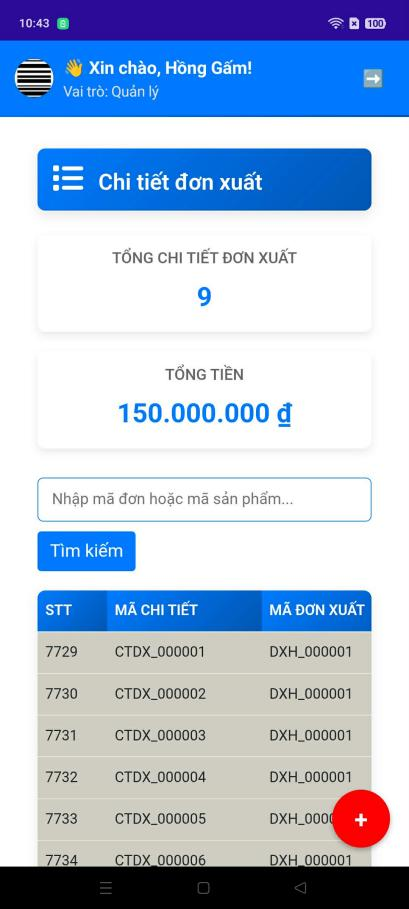 10:43
100
👋 Xin chào, Hồng Gấm!
Vai trò: Quản lý
Chi tiết đơn xuất
TỔNG CHI TIẾT ĐƠN XUẤT
9
TỔNG TIỀN
150.000.000 ₫
Nhập mã đơn hoặc mã sản phẩm...
Tìm kiếm
STT MÃ CHI TIẾT MÃ ĐƠN XUẤT
7729 CTDX_000001 DXH_000001
7730 CTDX_000002 DXH_000001
7731 CTDX_000003 DXH_000001
7732 CTDX_000004 DXH_000001
7733 CTDX_000005
+
7734 CTDX_000006 DXH_000001